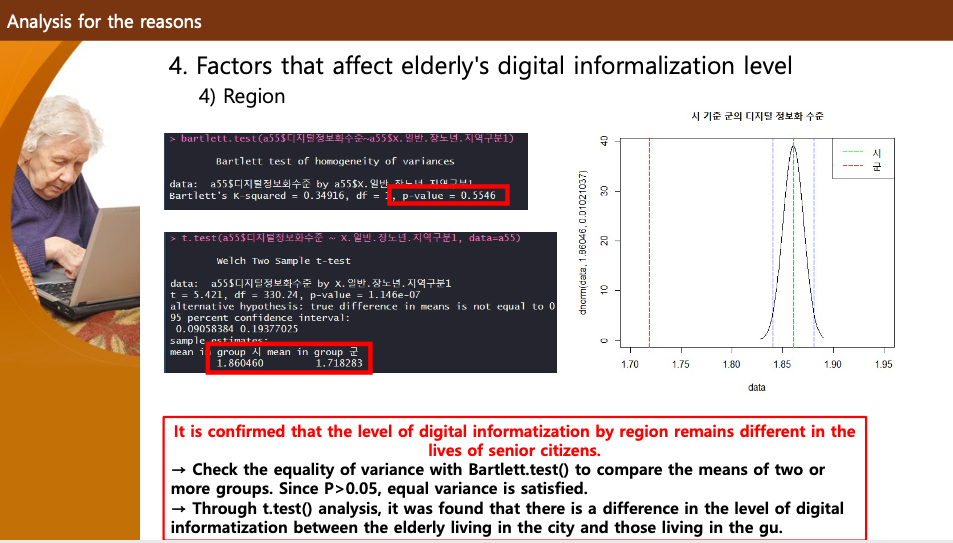 Analysis for the reasons
4. Factors that affect elderly's digital informalization level
4) Region
> bartlett.test(a55$디지털정보화수준~a55$X.일반.장노년.지역구분1)
Bartlett test of homogeneity of variances
data: a55$디지털정보화수준 by a55$X.일반.장노년.지역구분1
Bartlett's K-squared = 0.34916, df = 1, p-value = 0.5546
> t.test(a55$디지털정보화수준 ~ X.일반.장노년.지역구분1, data=a55)
Welch Two Sample t-test
data: a55$디지털정보화수준 by X.일반.장노년.지역구분1
t = 5.421, df = 330.24, p-value = 1.146e-07
alternative hypothesis: true difference in means is not equal to 0
95 percent confidence interval:
0.09058384 0.19377025
sample estimates:
mean in group 시 mean in group 군
1.860460 1.718283
시 기준 군의 디지털 정보화 수준
시
군
dnorm(data, 1.86046, 0.01021037)
40
30
20
10
0
1.70 1.75 1.80 1.85 1.90 1.95
data
It is confirmed that the level of digital informatization by region remains different in the
lives of senior citizens.
→ Check the equality of variance with Bartlett.test() to compare the means of two or
more groups. Since P>0.05, equal variance is satisfied.
→ Through t.test() analysis, it was found that there is a difference in the level of digital
informatization between the elderly living in the city and those living in the gu.